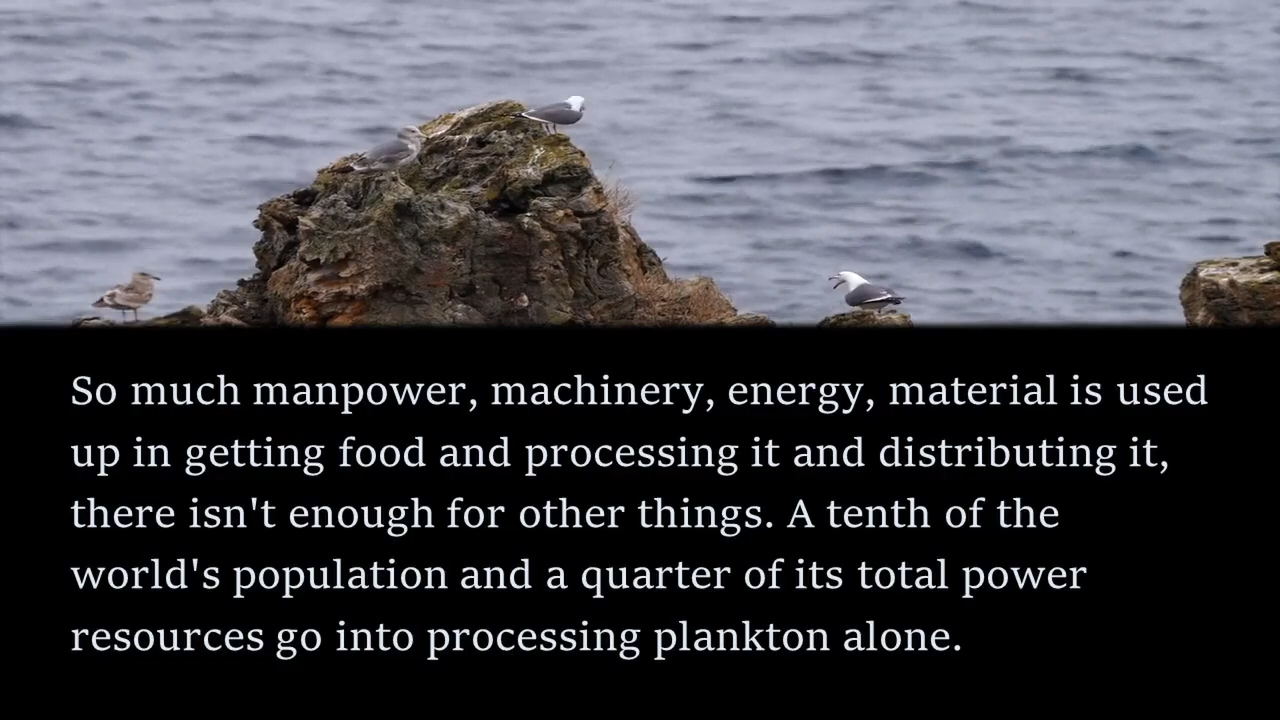 So much manpower, machinery, energy, material is used
up in getting food and processing it and distributing it,
there isn't enough for other things. A tenth of the
world's population and a quarter of its total power
resources go into processing plankton alone.